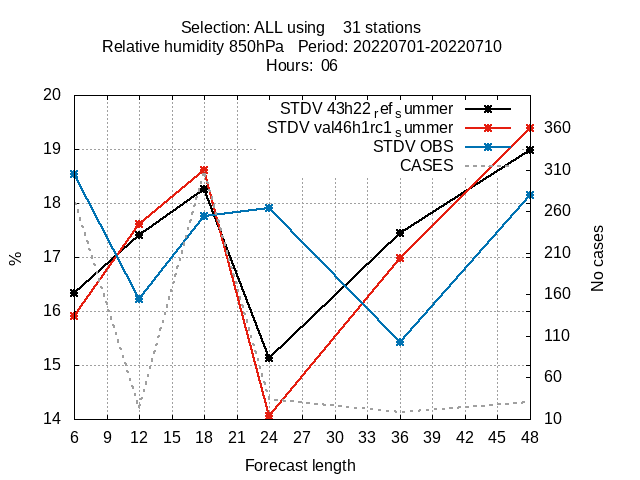 Selection: ALL using    31 stations
Relative humidity 850hPa   Period: 20220701-20220710
Hours:  06
STDV 43h22refsummer
STDV val46h1rc1summer
STDV OBS
CASES
20
19
18
17
16
15
14
%
360
310
260
210
160
110
60
10
No cases
6 9 12 15 18 21 24 27 30 33 36 39 42 45 48
Forecast length